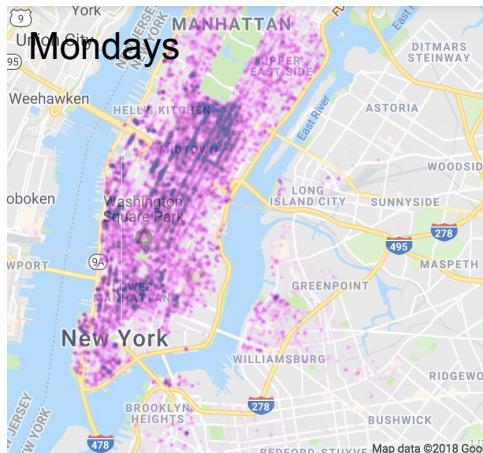 York
MANHATTAN
9
Mondays
95
UPPER
EAST SIDE
DITMARS
STEINWAY
Weehawken
HELL'S KITCHEN
ASTORIA
East River
MIDTOWN
WOODSID
oboken
Washington
Square Park
LONG
ISLAND CITY
SUNNYSIDE
278
495
WPORT
9A
MASPETH
LOWER
MANHATTAN
GREENPOINT
New York
WILLIAMSBURG
RIDGEWO
BROOKLYN
HEIGHTS
278
BUSHWICK
NEW YORK
478
Map data ©2018 Goo